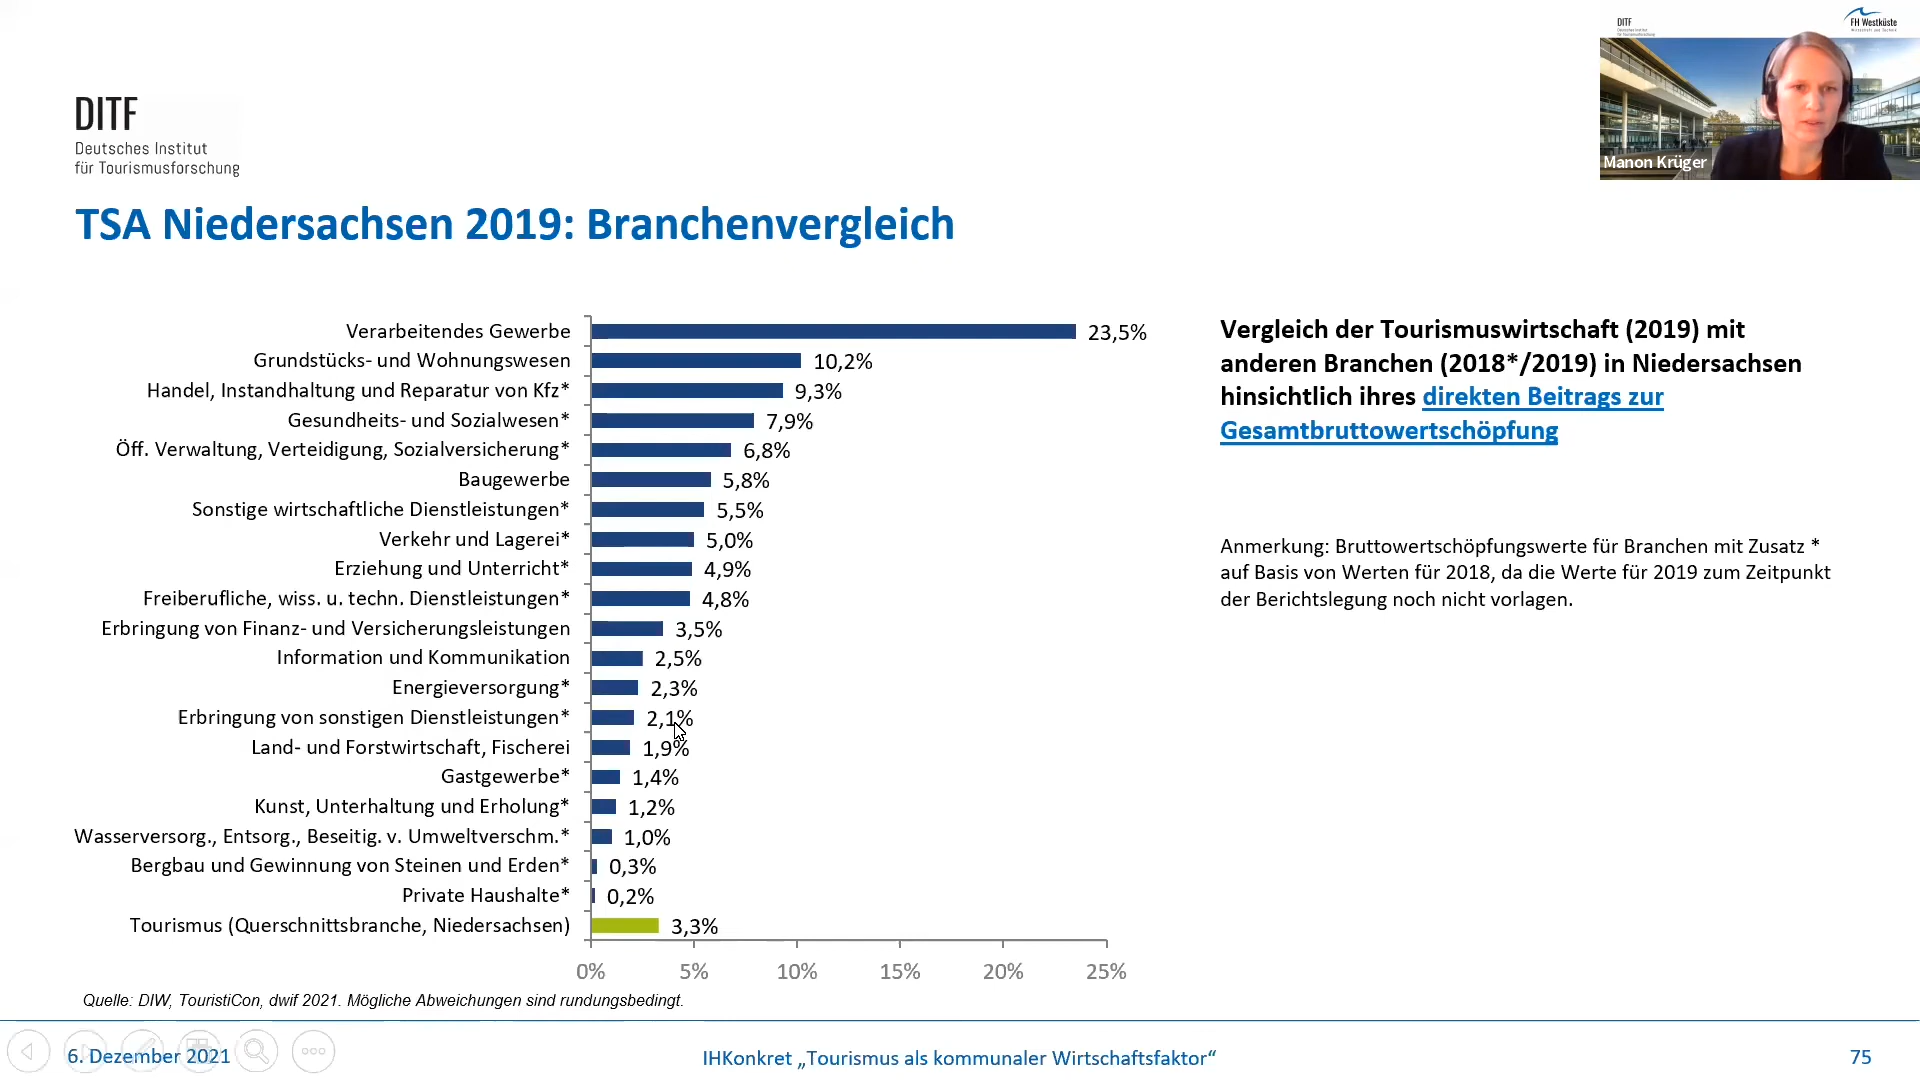 DITF
FH Westküste
Manon Krüger
DITF
Deutsches Institut
für Tourismusforschung
TSA Niedersachsen 2019: Branchenvergleich
Verarbeitendes Gewerbe 23,5%
Grundstücks- und Wohnungswesen 10,2%
Handel, Instandhaltung und Reparatur von Kfz* 9,3%
Gesundheits- und Sozialwesen* 7,9%
Öff. Verwaltung, Verteidigung, Sozialversicherung* 6,8%
Baugewerbe 5,8%
Sonstige wirtschaftliche Dienstleistungen* 5,5%
Verkehr und Lagerei* 5,0%
Erziehung und Unterricht* 4,9%
Freiberufliche, wiss. u. techn. Dienstleistungen* 4,8%
Erbringung von Finanz- und Versicherungsleistungen 3,5%
Information und Kommunikation 2,5%
Energieversorgung* 2,3%
Erbringung von sonstigen Dienstleistungen* 2,1%
Land- und Forstwirtschaft, Fischerei 1,9%
Gastgewerbe* 1,4%
Kunst, Unterhaltung und Erholung* 1,2%
Wasserversorg., Entsorg., Beseitig. v. Umweltverschm.* 1,0%
Bergbau und Gewinnung von Steinen und Erden* 0,3%
Private Haushalte* 0,2%
Tourismus (Querschnittsbranche, Niedersachsen) 3,3%
0% 5% 10% 15% 20% 25%
Quelle: DIW, TouristiCon, dwif 2021. Mögliche Abweichungen sind rundungsbedingt.
Vergleich der Tourismuswirtschaft (2019) mit
anderen Branchen (2018*/2019) in Niedersachsen
hinsichtlich ihres direkten Beitrags zur
Gesamtbruttowertschöpfung
Anmerkung: Bruttowertschöpfungswerte für Branchen mit Zusatz *
auf Basis von Werten für 2018, da die Werte für 2019 zum Zeitpunkt
der Berichtslegung noch nicht vorlagen.
6. Dezember 2021
IHKonkret „Tourismus als kommunaler Wirtschaftsfaktor“
75